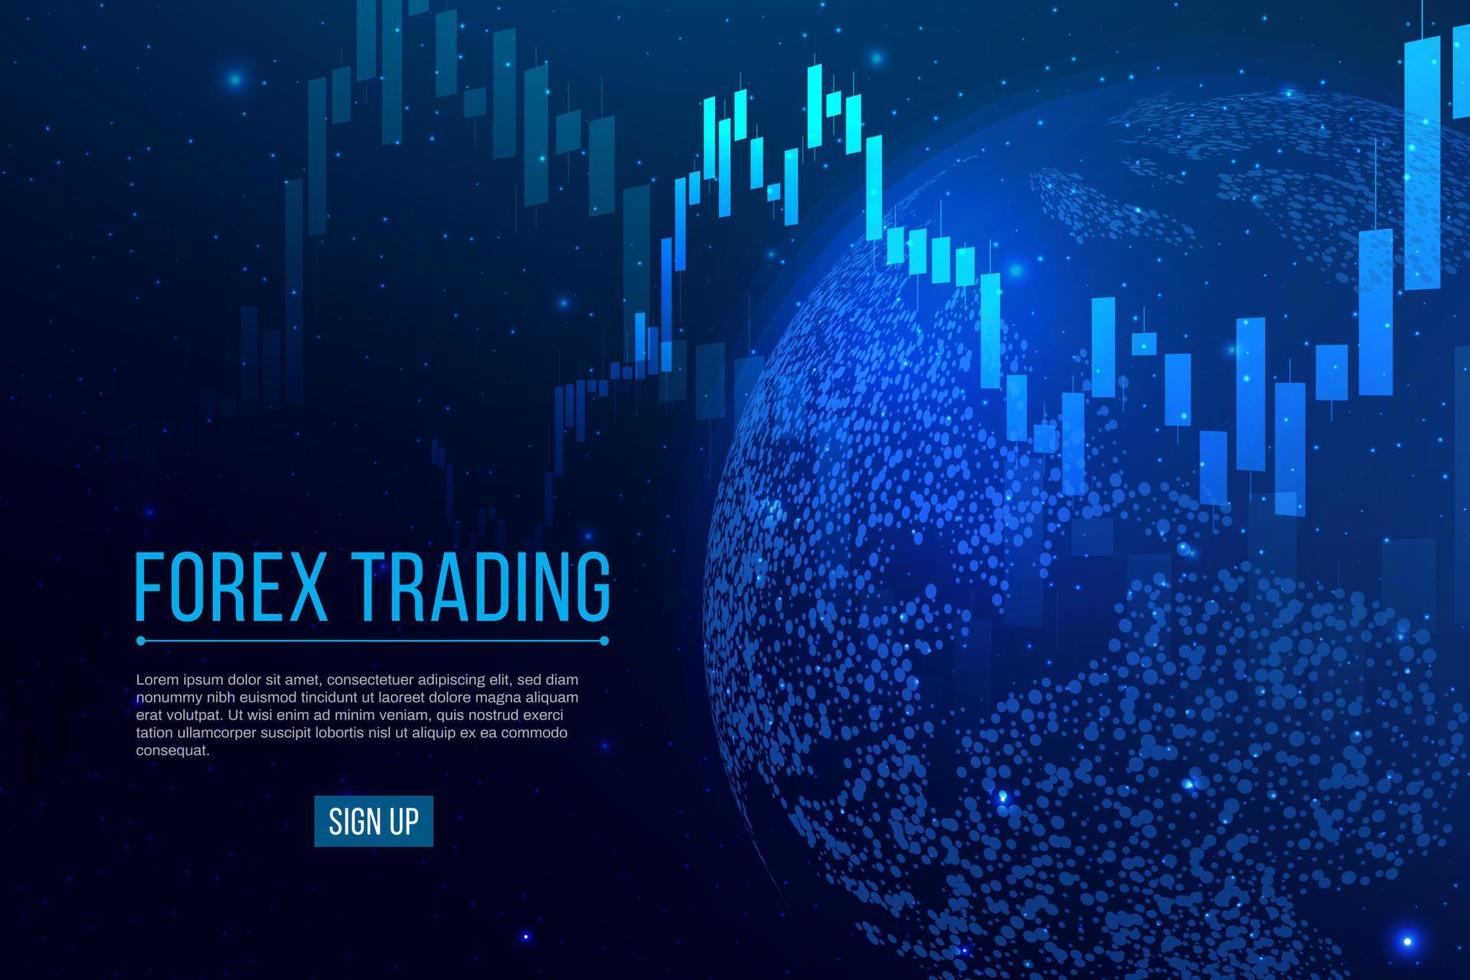 FOREX TRADING
Lorem ipsum dolor sit amet, consectetuer adipiscing elit, sed diam
nonummy nibh euismod tincidunt ut laoreet dolore magna aliquam
erat volutpat. Ut wisi enim ad minim veniam, quis nostrud exerci
tation ullamcorper suscipit lobortis nisl ut aliquip ex ea commodo
consequat.
SIGN UP